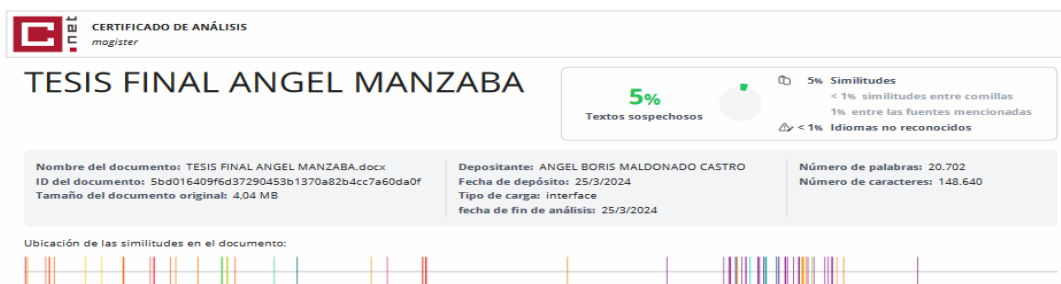 C.net
CERTIFICADO DE ANÁLISIS
magister
TESIS FINAL ANGEL MANZABA
5%
Textos sospechosos
5% Similitudes
< 1% similitudes entre comillas
1% entre las fuentes mencionadas
< 1% Idiomas no reconocidos
Nombre del documento: TESIS FINAL ANGEL MANZABA.docx
ID del documento: 5bd016409f6d37290453b1370a82b4cc7a60da0f
Tamaño del documento original: 4,04 MB
Depositante: ANGEL BORIS MALDONADO CASTRO
Fecha de depósito: 25/3/2024
Tipo de carga: interface
fecha de fin de análisis: 25/3/2024
Número de palabras: 20.702
Número de caracteres: 148.640
Ubicación de las similitudes en el documento: